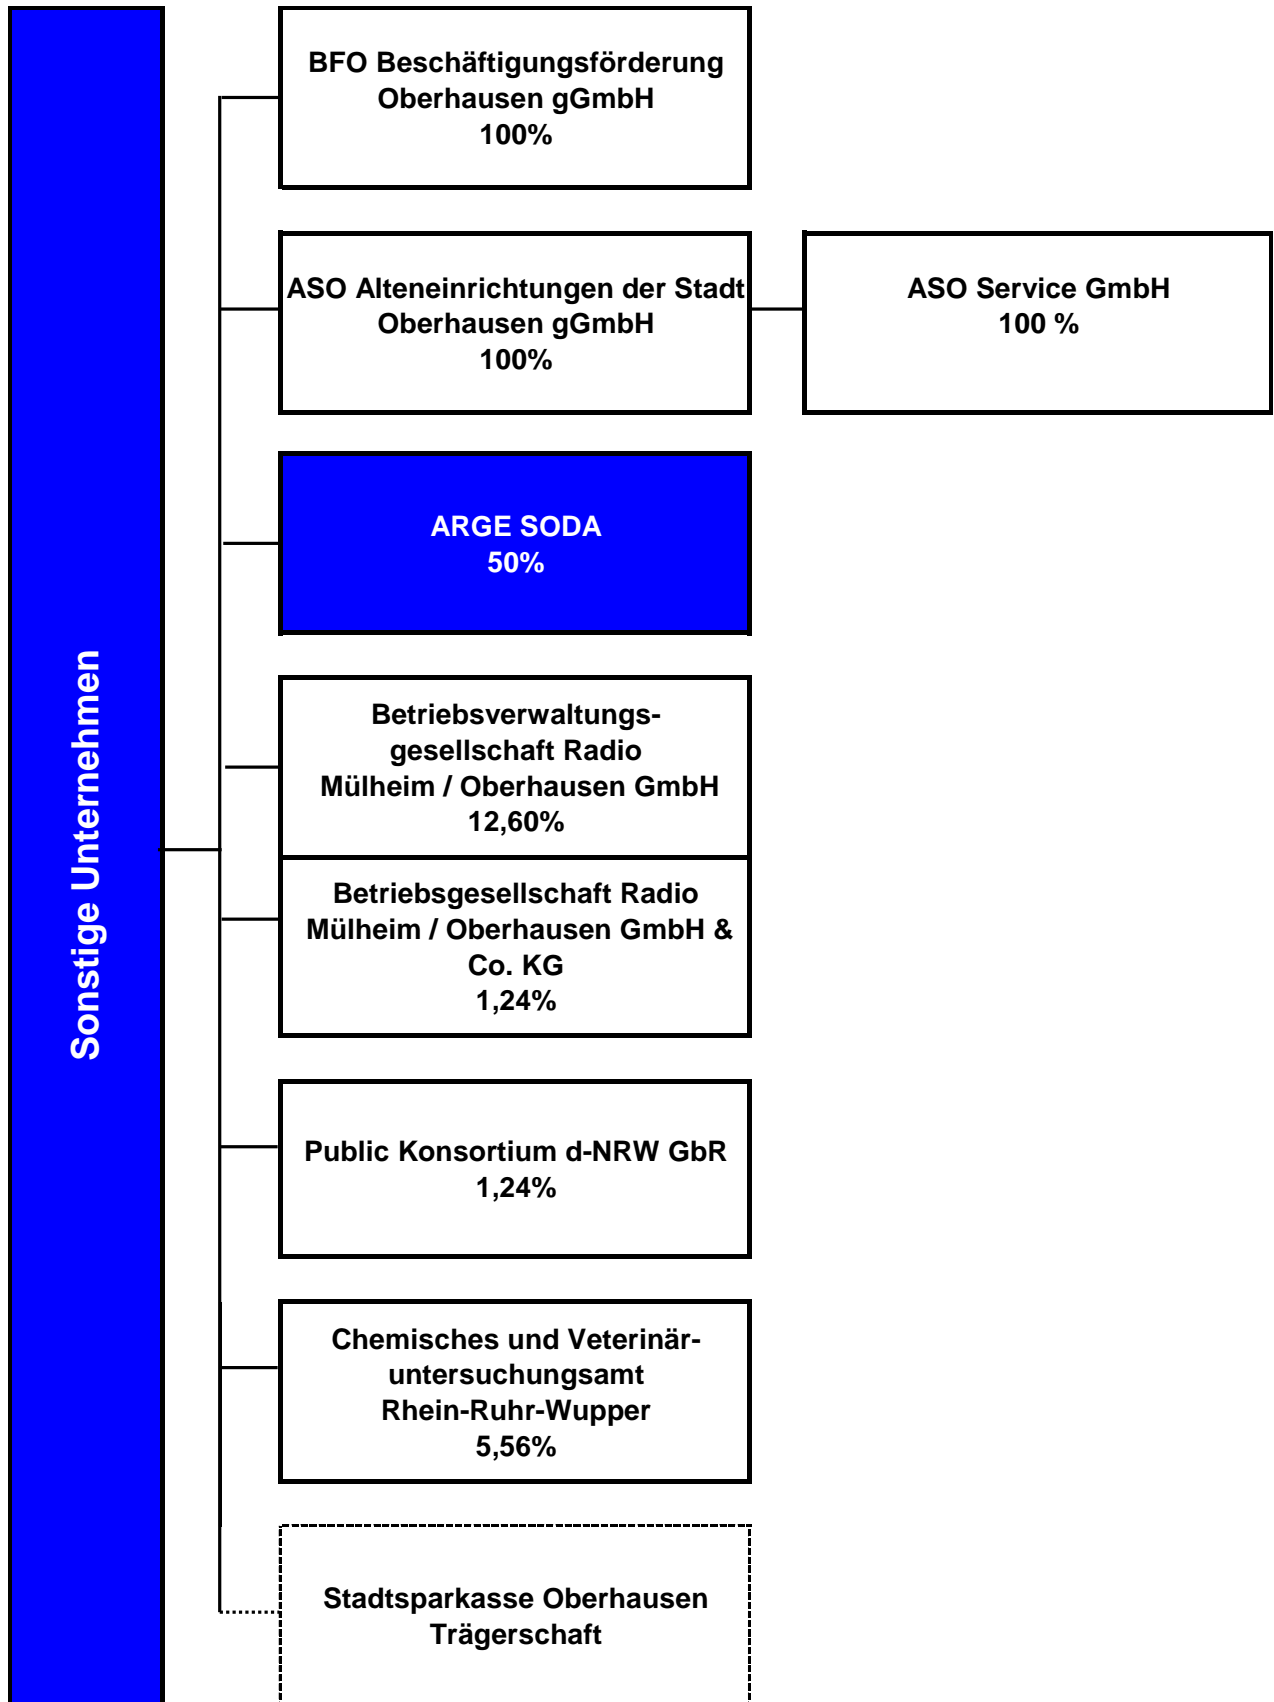 Sonstige Unternehmen
BFO Beschäftigungsförderung
Oberhausen gGmbH
100%
ASO Alteneinrichtungen der Stadt
Oberhausen gGmbH
100%
ASO Service GmbH
100 %
ARGE SODA
50%
Betriebsverwaltungs-
gesellschaft Radio
Mülheim / Oberhausen GmbH
12,60%
Betriebsgesellschaft Radio
Mülheim / Oberhausen GmbH &
Co. KG
1,24%
Public Konsortium d-NRW GbR
1,24%
Chemisches und Veterinär-
untersuchungsamt
Rhein-Ruhr-Wupper
5,56%
Stadtsparkasse Oberhausen
Trägerschaft